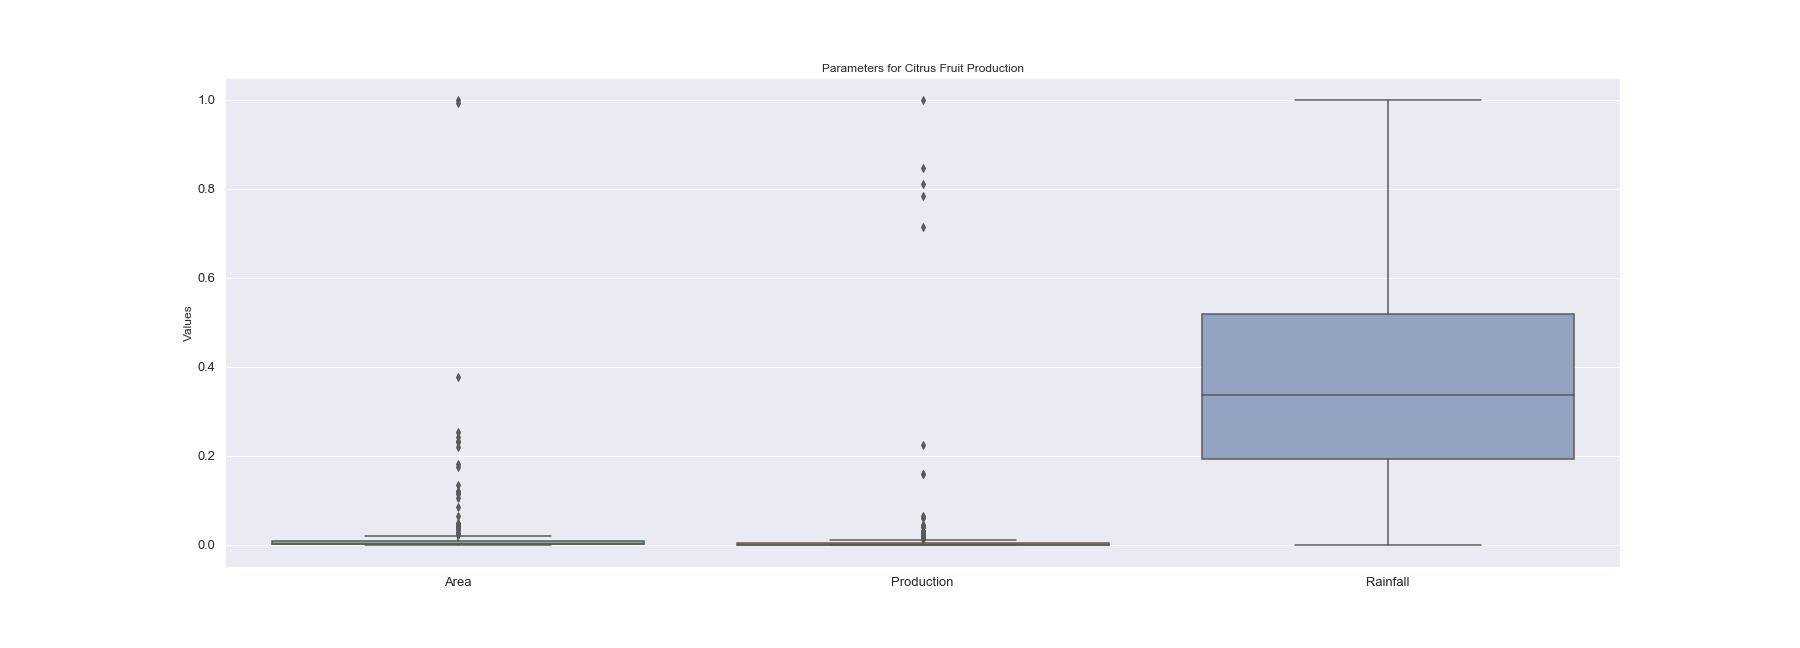 Parameters for Citrus Fruit Production
1.0
0.8
0.6
0.4
0.2
0.0
Values
Area
Production
Rainfall